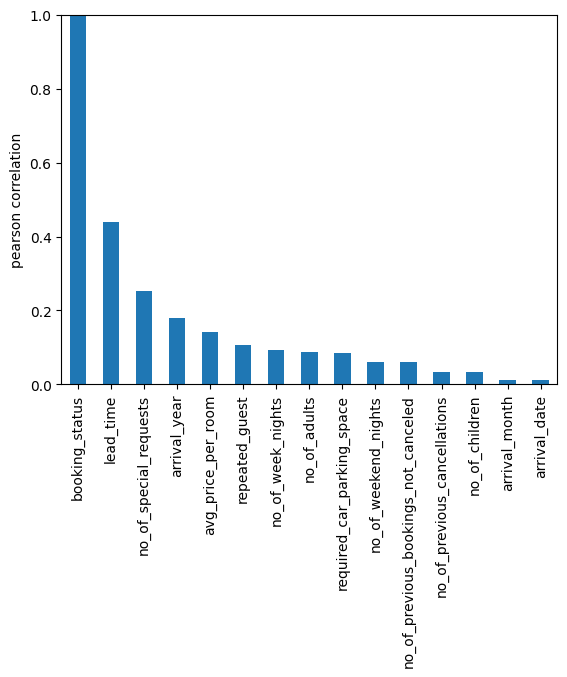 1.0
0.8
0.6
0.4
0.2
0.0
pearson correlation
booking_status
lead_time
no_of_special_requests
arrival_year
avg_price_per_room
repeated_guest
no_of_week_nights
no_of_adults
required_car_parking_space
no_of_weekend_nights
no_of_previous_bookings_not_canceled
no_of_previous_cancellations
no_of_children
arrival_month
arrival_date